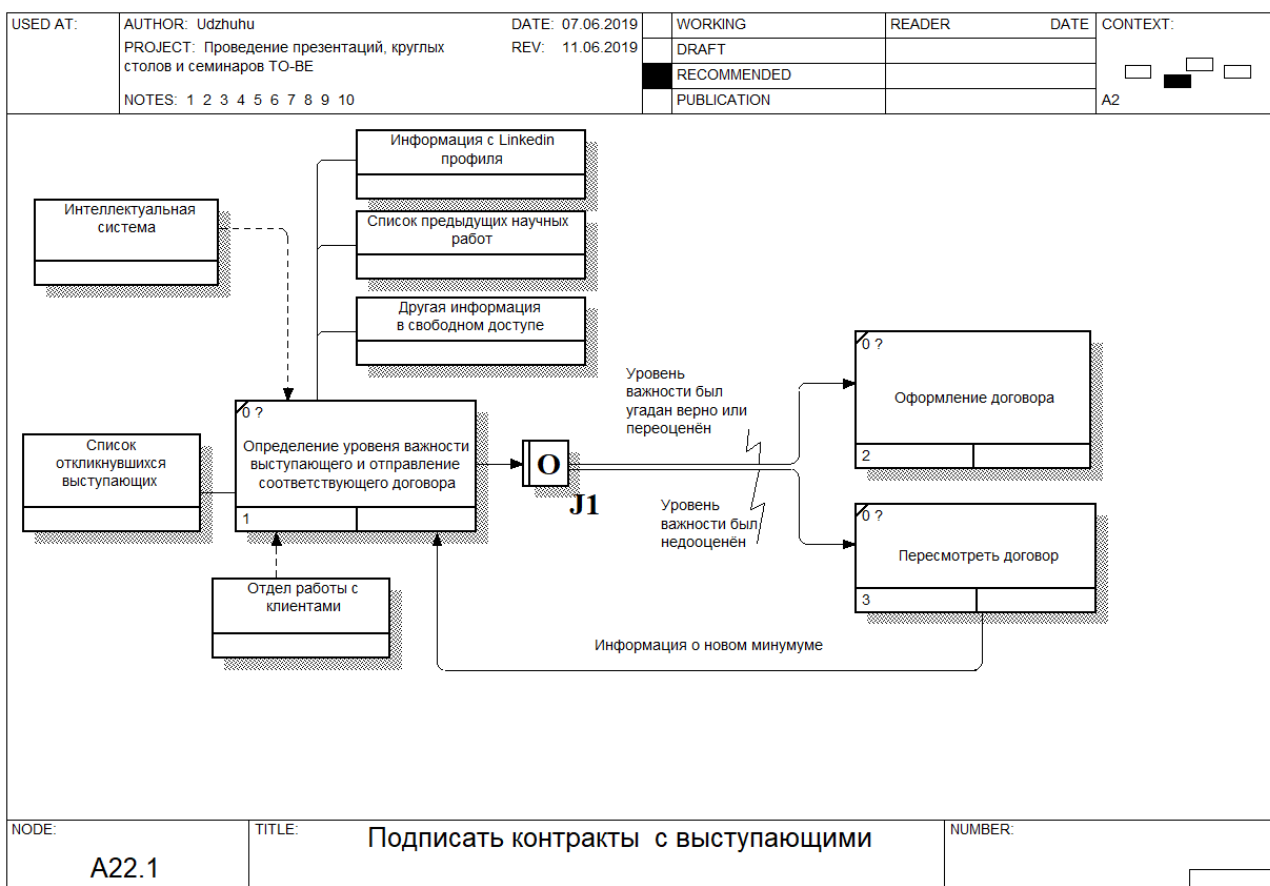 USED AT:
AUTHOR: Udzhuhu
DATE: 07.06.2019
PROJECT: Проведение презентаций, круглых
столов и семинаров TO-BE
REV: 11.06.2019
NOTES: 1 2 3 4 5 6 7 8 9 10
WORKING
DRAFT
RECOMMENDED
PUBLICATION
READER
DATE
CONTEXT:
A2
Информация с Linkedin
профиля
Интеллектуальная
система
Список предыдущих научных
работ
Другая информация
в свободном доступе
0 ?
Определение уровеня важности
выступающего и отправление
соответствующего договора
1
Список
откликнувшихся
выступающих
Отдел работы с
клиентами
O
J1
Уровень
важности был
угадан верно или
переоценён
Уровень
важности был
недооценён
0 ?
Оформление договора
2
0 ?
Пересмотреть договор
3
Информация о новом минумуме
NODE:
A22.1
TITLE:
Подписать контракты с выступающими
NUMBER: